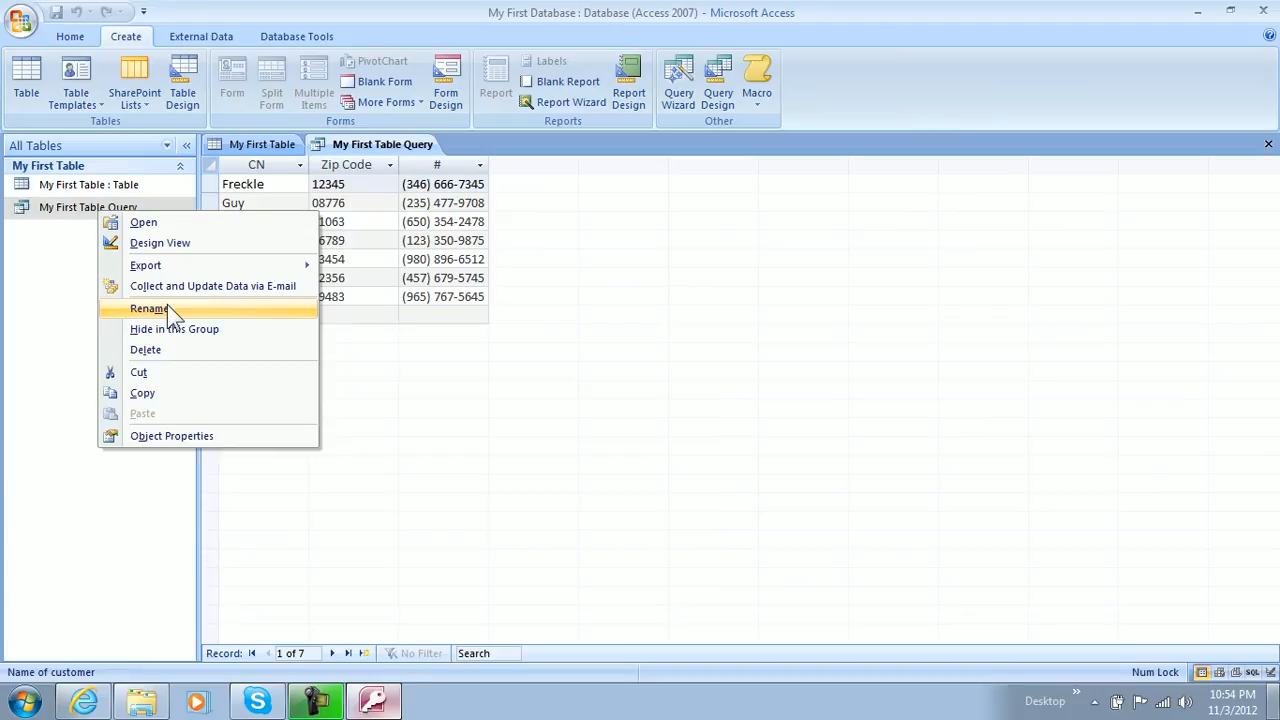 My First Database : Database (Access 2007) - Microsoft Access
Home Create External Data Database Tools
Table
Table Templates
SharePoint Lists
Table Design
Tables
Form
Split Form
Multiple Items
PivotChart
Blank Form
More Forms
Form Design
Forms
Report
Labels
Blank Report
Report Wizard
Report Design
Reports
Query Wizard
Query Design
Macro
Other
All Tables «
My First Table
My First Table : Table
My First Table Query
My First Table My First Table Query
CN Zip Code #
Freckle 12345 (346) 666-7345
Guy 08776 (235) 477-9708
1063 (650) 354-2478
6789 (123) 350-9875
3454 (980) 896-6512
2356 (457) 679-5745
9483 (965) 767-5645
Open
Design View
Export
Collect and Update Data via E-mail
Rename
Hide in this Group
Delete
Cut
Copy
Paste
Object Properties
Record: 1 of 7 No Filter Search
Name of customer Num Lock SQL
Desktop » 10:54 PM
11/3/2012